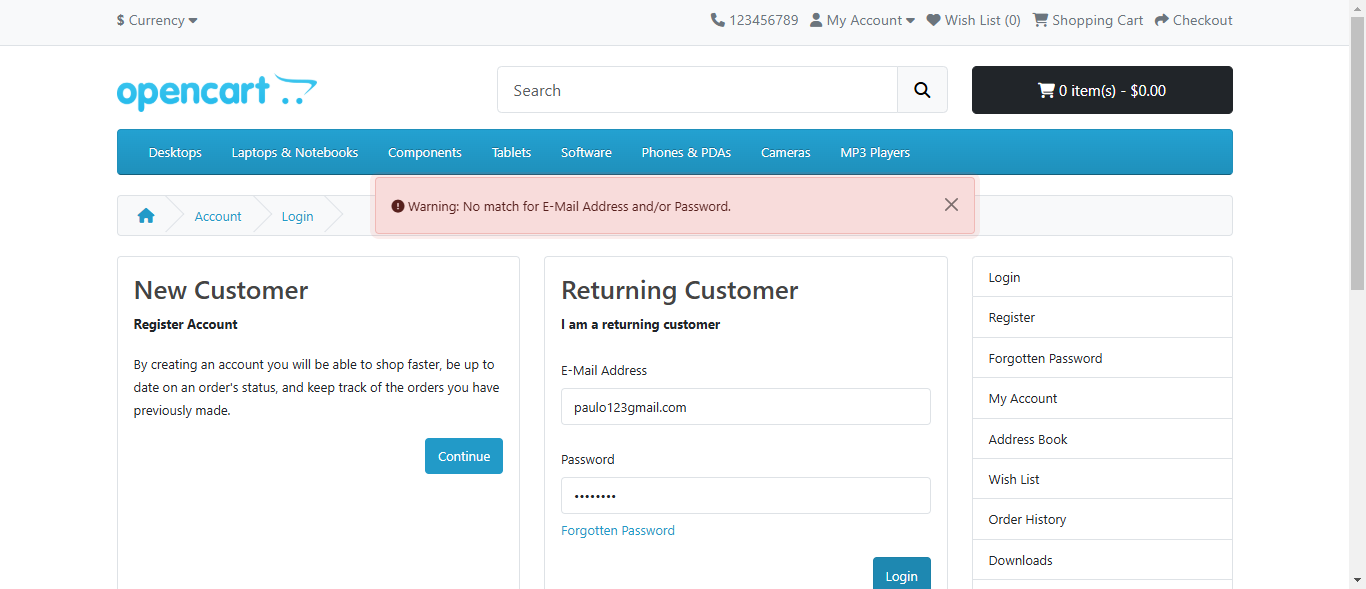 $ Currency
123456789 My Account Wish List (0) Shopping Cart Checkout
opencart
Search
0 item(s) - $0.00
Desktops Laptops & Notebooks Components Tablets Software Phones & PDAs Cameras MP3 Players
Account Login
Warning: No match for E-Mail Address and/or Password.
New Customer
Register Account
By creating an account you will be able to shop faster, be up to
date on an order's status, and keep track of the orders you have
previously made.
Continue
Returning Customer
I am a returning customer
E-Mail Address
paulo123gmail.com
Password
••••••••
Forgotten Password
Login
Login
Register
Forgotten Password
My Account
Address Book
Wish List
Order History
Downloads